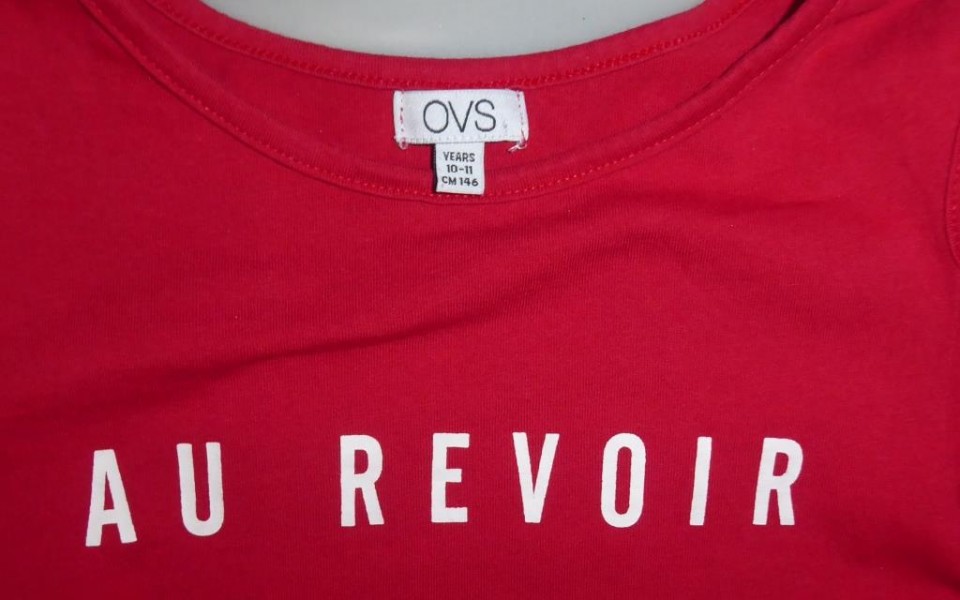 OVS
YEARS
10-11
CM 146
AU REVOIR